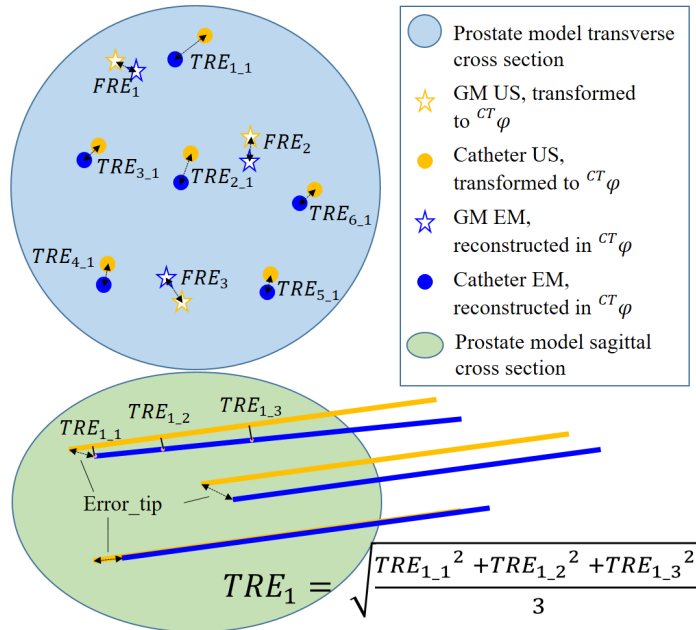 TRE₁_₁
FRE₁
FRE₂
TRE₃_₁
TRE₂_₁
TRE₆_₁
TRE₄_₁
FRE₃
TRE₅_₁
Prostate model transverse
cross section
GM US, transformed
to ᶜᵀφ
Catheter US,
transformed to ᶜᵀφ
GM EM,
reconstructed in ᶜᵀφ
Catheter EM,
reconstructed in ᶜᵀφ
Prostate model sagittal
cross section
TRE₁_₁
TRE₁_₂
TRE₁_₃
Error_tip
TRE₁ = √((TRE₁_₁² + TRE₁_₂² + TRE₁_₃²)/3)